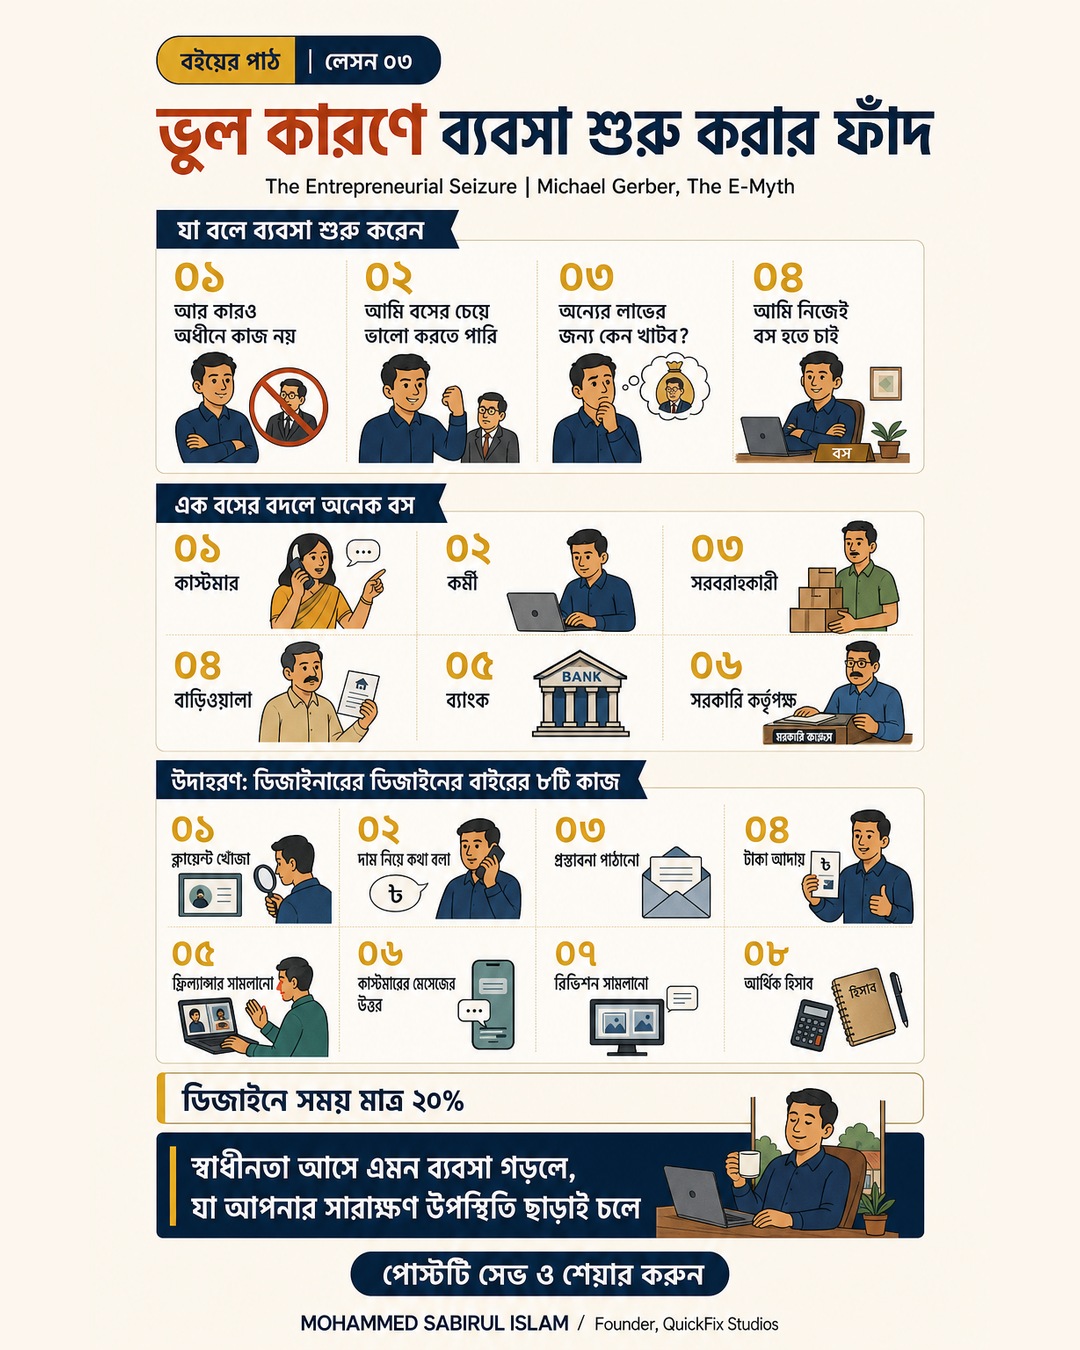 বইয়ের পাঠ | লেসন ০৩
ভুল কারণে ব্যবসা শুরু করার ফাঁদ
The Entrepreneurial Seizure | Michael Gerber, The E-Myth
যা বলে ব্যবসা শুরু করেন
০১
আর কারও
অধীনে কাজ নয়
০২
আমি বসের চেয়ে
ভালো করতে পারি
০৩
অন্যের লাভের
জন্য কেন খাটব?
০৪
আমি নিজেই
বস হতে চাই
বস
এক বসের বদলে অনেক বস
০১
কাস্টমার
০২
কর্মী
০৩
সরবরাহকারী
০৪
বাড়িওয়ালা
০৫
ব্যাংক
BANK
০৬
সরকারি কর্তৃপক্ষ
উদাহরণ: ডিজাইনারের ডিজাইনের বাইরের ৮টি কাজ
০১
ক্লায়েন্ট খোঁজা
০২
দাম নিয়ে কথা বলা
৳
০৩
প্রস্তাবনা পাঠানো
০৪
টাকা আদায়
৳
০৫
ফ্রিল্যান্সার সামলানো
০৬
কাস্টমারের মেসেজের
উত্তর
০৭
রিভিশন সামলানো
০৮
আর্থিক হিসাব
হিসাব
ডিজাইনে সময় মাত্র ২০%
স্বাধীনতা আসে এমন ব্যবসা গড়লে,
যা আপনার সারাক্ষণ উপস্থিতি ছাড়াই চলে
পোস্টটি সেভ ও শেয়ার করুন
MOHAMMED SABIRUL ISLAM / Founder, QuickFix Studios